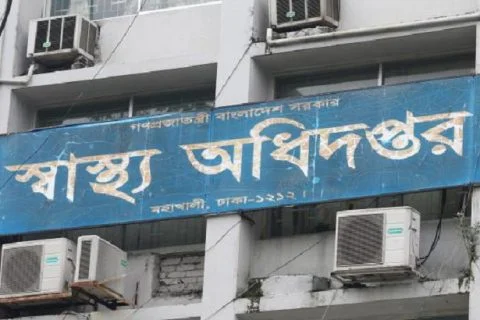 গণপ্রজাতন্ত্রী বাংলাদেশ সরকার
স্বাস্থ্য অধিদপ্তর
মহাখালী, ঢাকা-১২১২